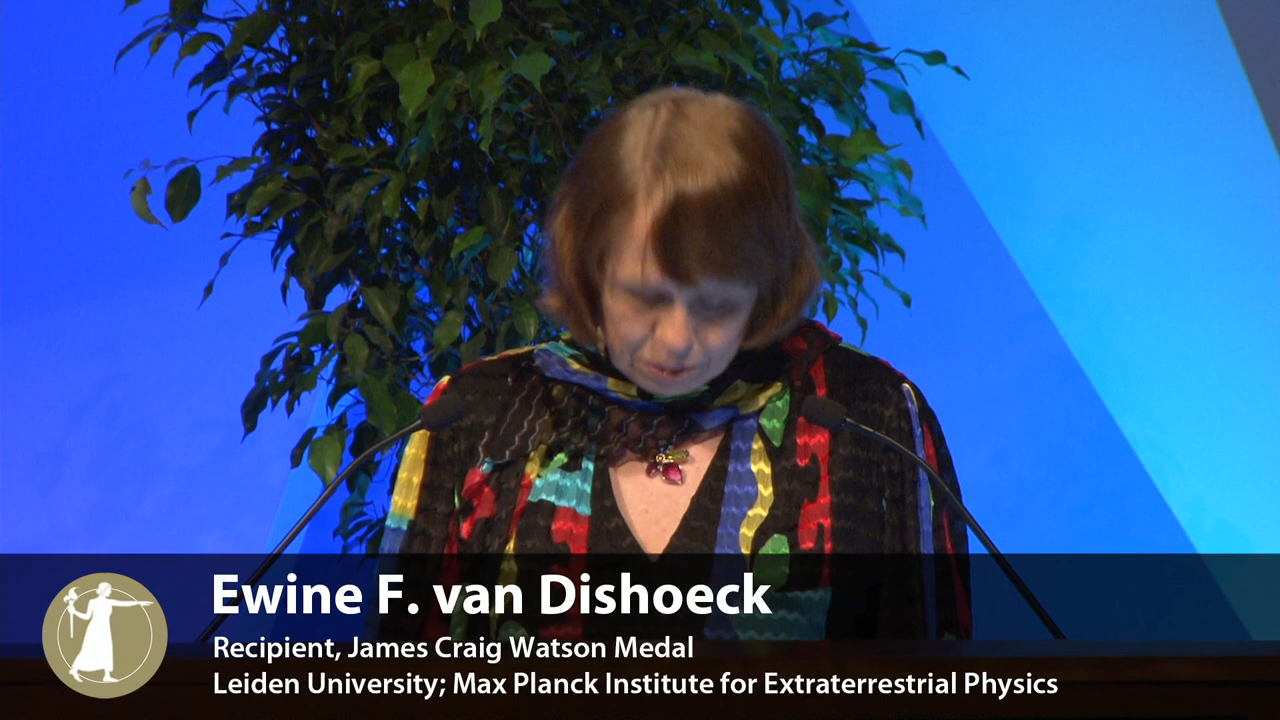 Ewine F. van Dishoeck
Recipient, James Craig Watson Medal
Leiden University; Max Planck Institute for Extraterrestrial Physics